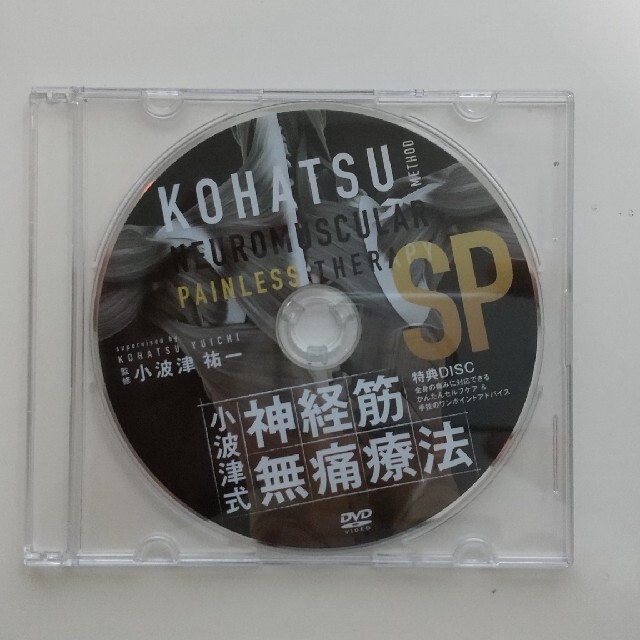 KOHATSU METHOD
NEUROMUSCULAR
PAINLESS THERAPY
SP
supervised by
KOHATSU YUICHI
監修 小波津 祐一
特典DISC
全身の痛みに対応できる
かんたんセルフケア &
手技のワンポイントアドバイス
小波津式
神経筋
無痛療法
DVD
VIDEO